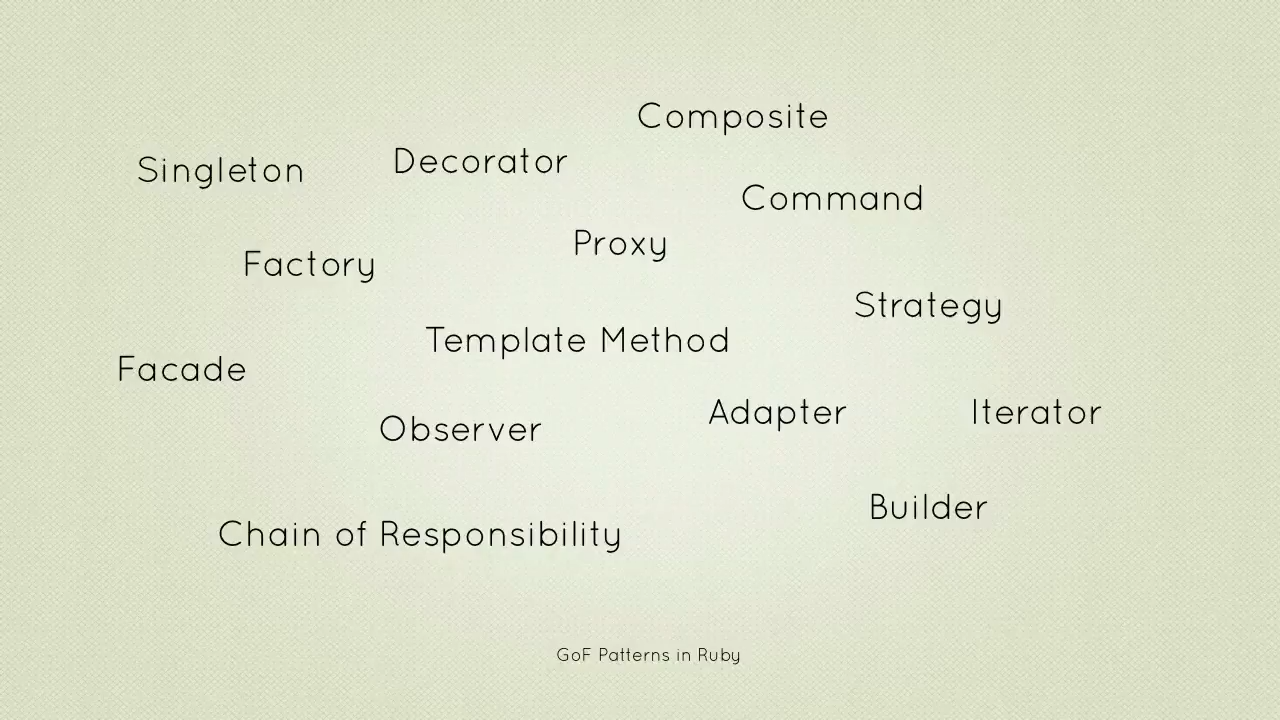 Composite
Singleton
Decorator
Command
Factory
Proxy
Strategy
Template Method
Facade
Observer
Adapter
Iterator
Chain of Responsibility
Builder
GoF Patterns in Ruby